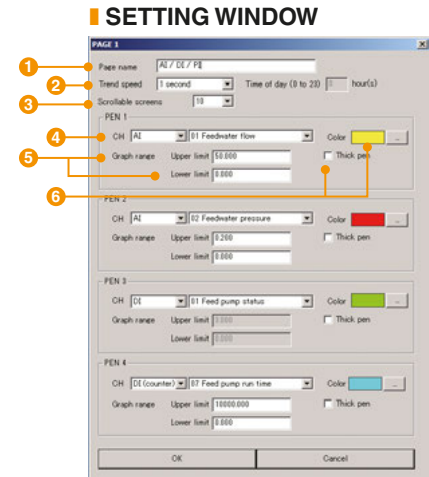 SETTING WINDOW
PAGE 1
1 Page name AI / DI / PI
2 Trend speed 1 second Time of day (0 to 23) hour(s)
3 Scrollable screens 10
PEN 1
4 CH AI 01 Feedwater flow Color ...
5 Graph range Upper limit 50.000 Thick pen
Lower limit 0.000
6
PEN 2
CH AI 02 Feedwater pressure Color ...
Graph range Upper limit 0.200 Thick pen
Lower limit 0.000
PEN 3
CH DI 01 Feed pump status Color ...
Graph range Upper limit 0.000 Thick pen
Lower limit 0.000
PEN 4
CH DI (counter) 07 Feed pump run time Color ...
Graph range Upper limit 10000.000 Thick pen
Lower limit 0.000
OK Cancel